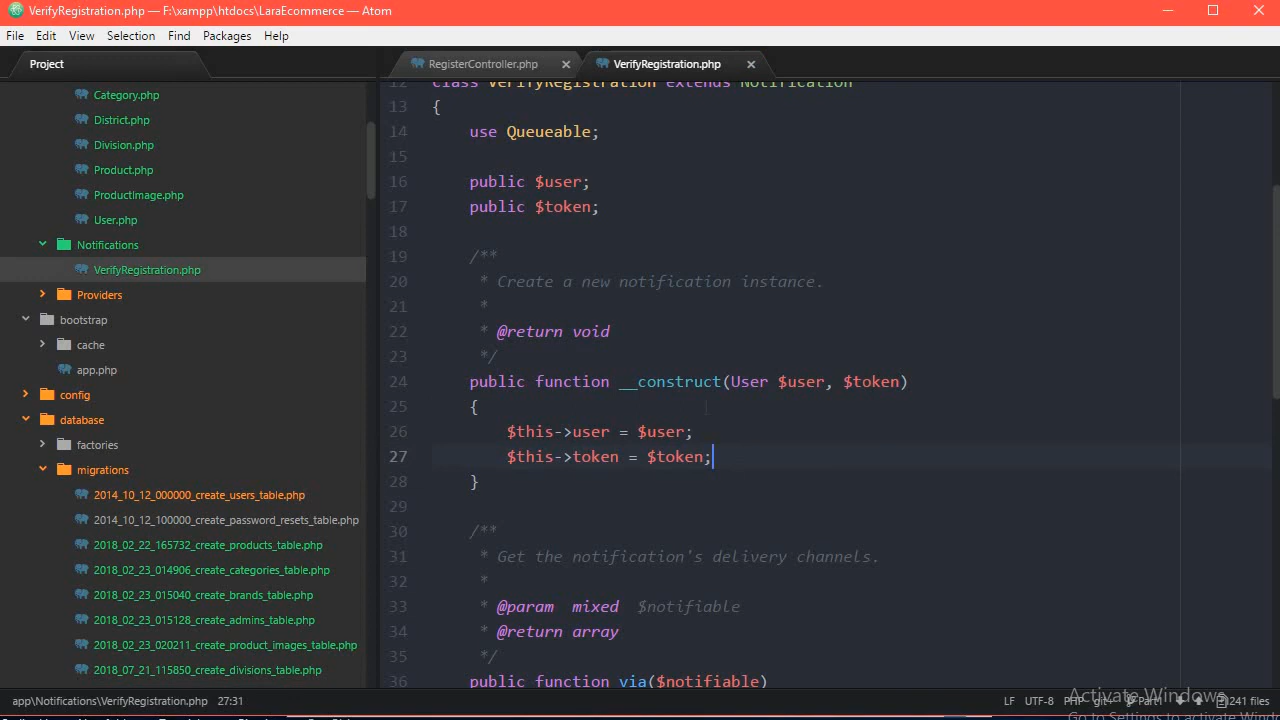 VerifyRegistration.php — F:\xampp\htdocs\LaraEcommerce — Atom
File Edit View Selection Find Packages Help
Project
RegisterController.php
VerifyRegistration.php
Category.php
District.php
Division.php
Product.php
ProductImage.php
User.php
Notifications
VerifyRegistration.php
Providers
bootstrap
cache
app.php
config
database
factories
migrations
2014_10_12_000000_create_users_table.php
2014_10_12_100000_create_password_resets_table.php
2018_02_22_165732_create_products_table.php
2018_02_23_014906_create_categories_table.php
2018_02_23_015040_create_brands_table.php
2018_02_23_015128_create_admins_table.php
2018_02_23_020211_create_product_images_table.php
2018_07_21_115850_create_divisions_table.php
12 class VerifyRegistration extends Notification
13 {
14 use Queueable;
15
16 public $user;
17 public $token;
18
19 /**
20 * Create a new notification instance.
21 *
22 * @return void
23 */
24 public function __construct(User $user, $token)
25 {
26 $this->user = $user;
27 $this->token = $token;
28 }
29
30 /**
31 * Get the notification's delivery channels.
32 *
33 * @param mixed $notifiable
34 * @return array
35 */
36 public function via($notifiable)
app\Notifications\VerifyRegistration.php 27:31
LF UTF-8 PHP Part1 241 files
Activate Windows
Go to Settings to activate